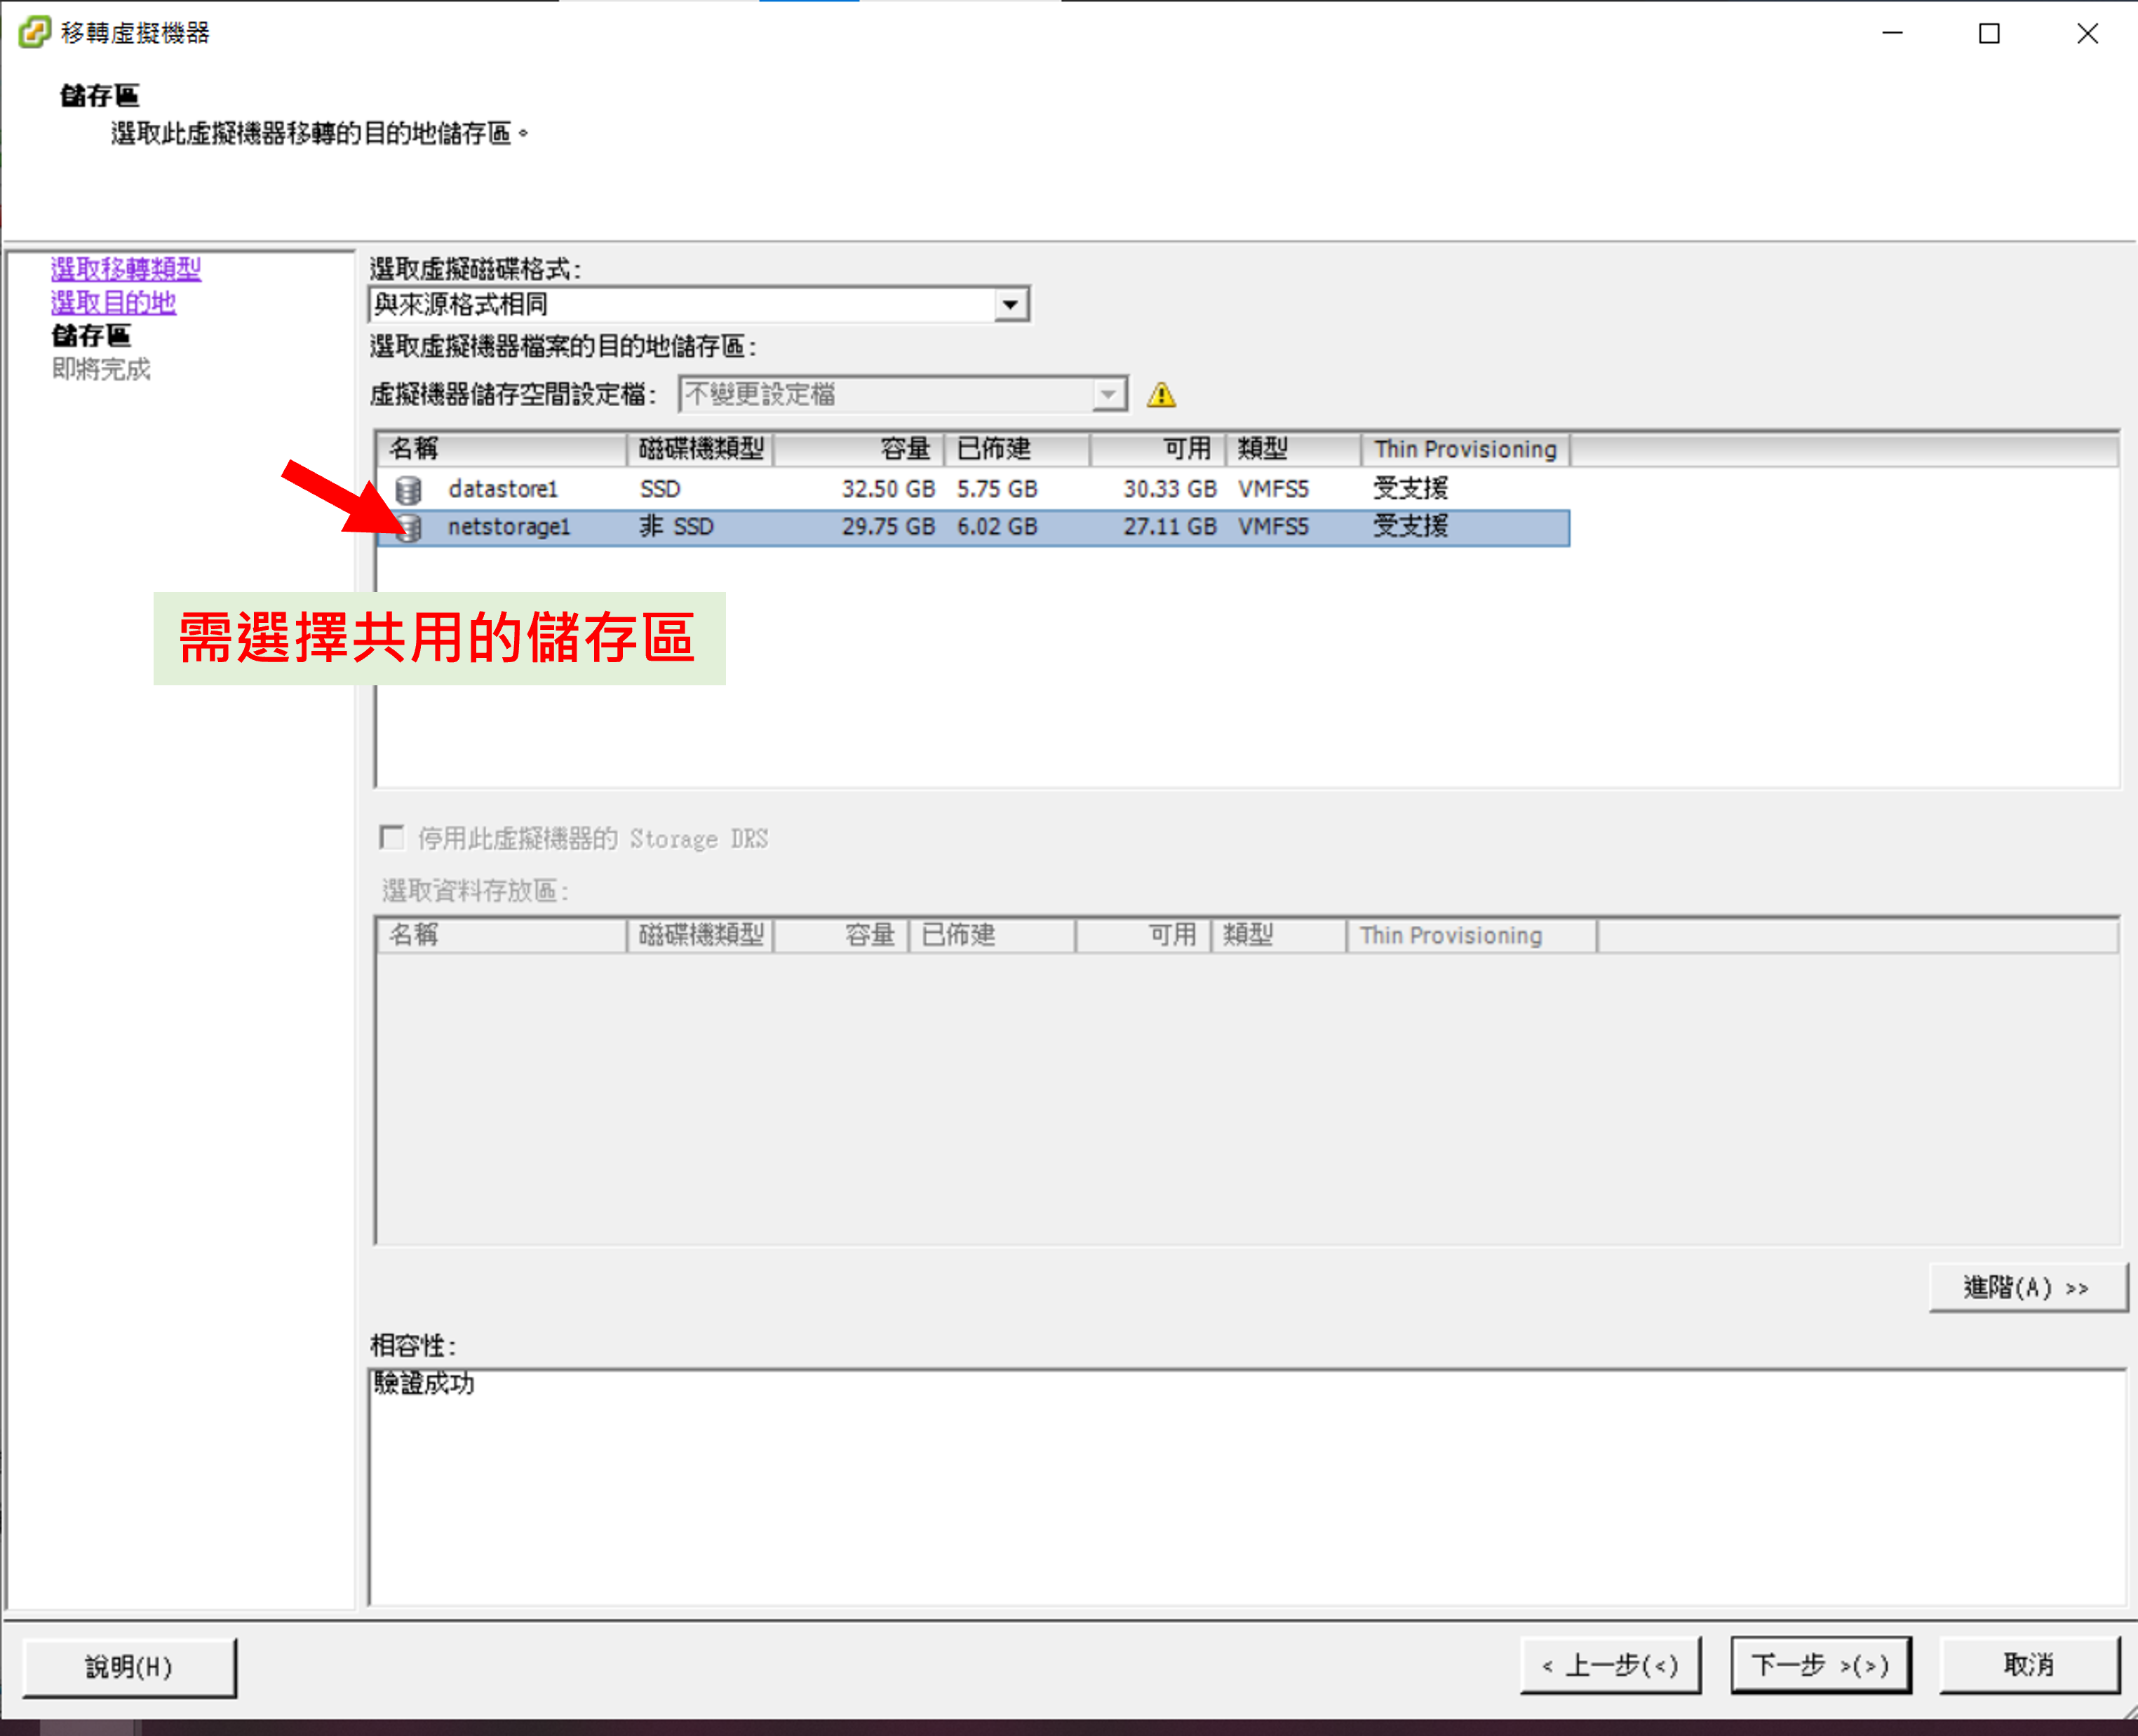 移轉虛擬機器
儲存區
選取此虛擬機器移轉的目的地儲存區。
選取移轉類型
選取目的地
儲存區
即將完成
選取虛擬磁碟格式:
與來源格式相同
選取虛擬機器檔案的目的地儲存區:
虛擬機器儲存空間設定檔: 不變更設定檔
名稱 磁碟機類型 容量 已佈建 可用 類型 Thin Provisioning
datastore1 SSD 32.50 GB 5.75 GB 30.33 GB VMFS5 受支援
netstorage1 非 SSD 29.75 GB 6.02 GB 27.11 GB VMFS5 受支援
需選擇共用的儲存區
停用此虛擬機器的 Storage DRS
選取資料存放區:
名稱 磁碟機類型 容量 已佈建 可用 類型 Thin Provisioning
進階(A) >>
相容性:
驗證成功
說明(H) < 上一步(<) 下一步 >(>) 取消